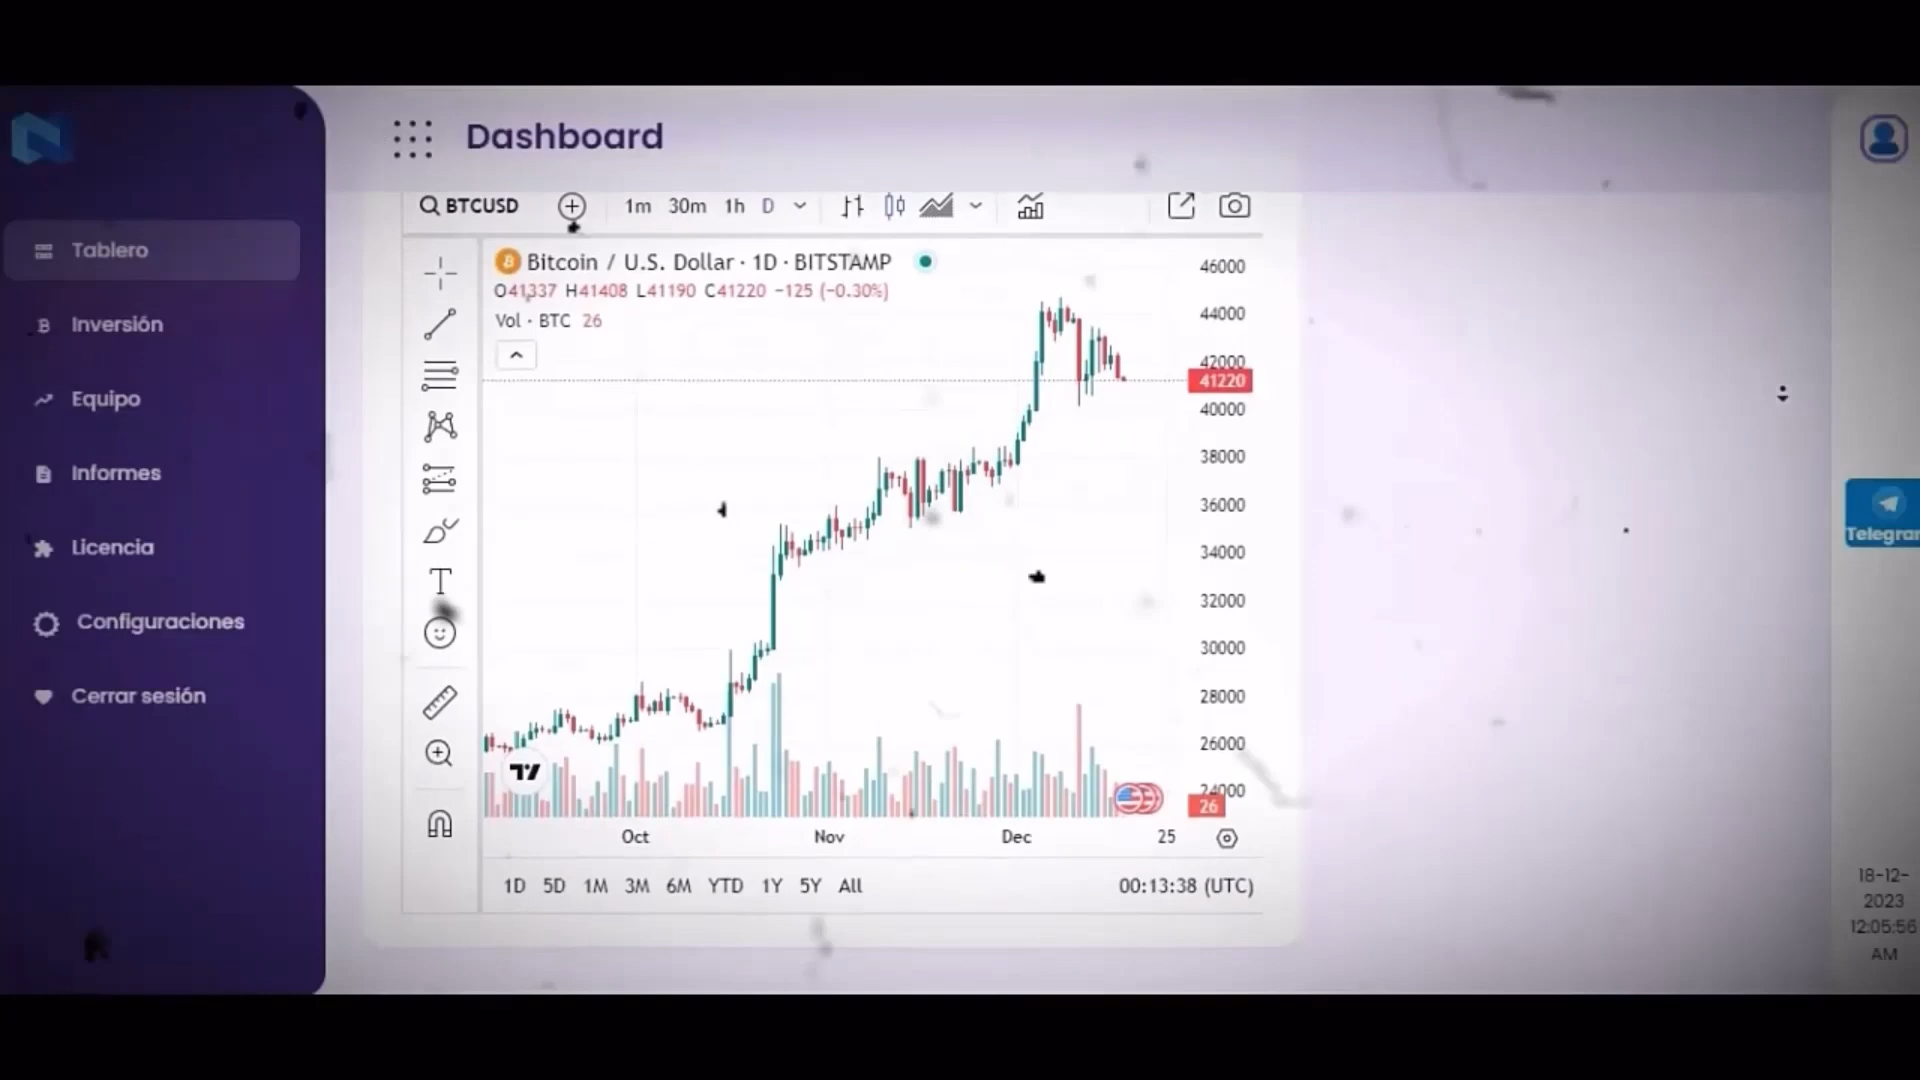 Dashboard
BTCUSD
1m 30m 1h D
Tablero
Inversión
Equipo
Informes
Licencia
Configuraciones
Cerrar sesión
Bitcoin / U.S. Dollar · 1D · BITSTAMP
O41337 H41408 L41190 C41220 −125 (−0.30%)
Vol · BTC 26
46000
44000
42000
41220
40000
38000
36000
34000
32000
30000
28000
26000
24000
26
Oct Nov Dec 25
1D 5D 1M 3M 6M YTD 1Y 5Y All
00:13:38 (UTC)
Telegram
18-12-
2023
12:05:56
AM